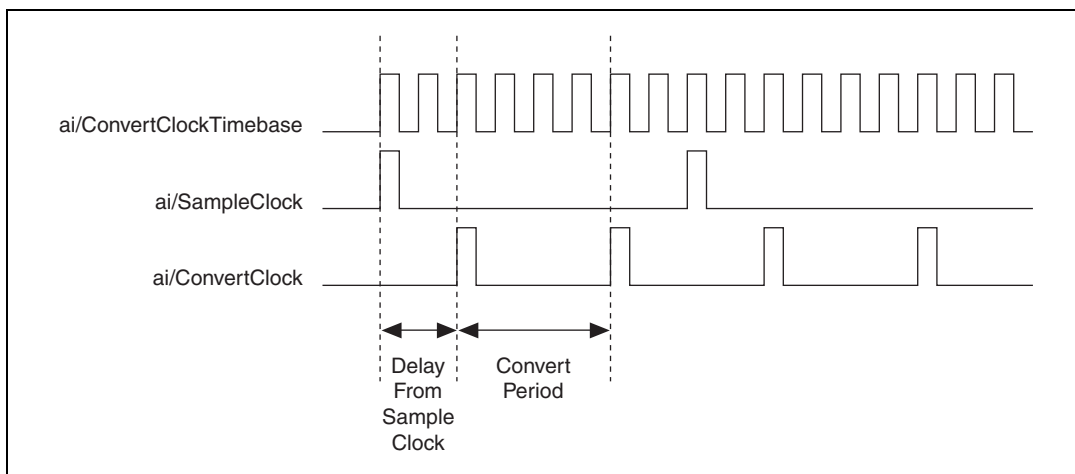 ai/ConvertClockTimebase
ai/SampleClock
ai/ConvertClock
Delay
From
Sample
Clock
Convert
Period